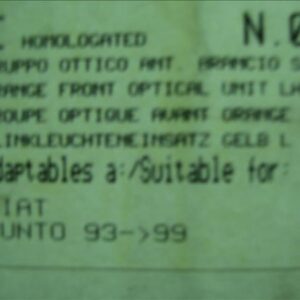 E HOMOLOGATED N.0
RUPPO OTTICO ANT. ARANCIO S
RANGE FRONT OPTICAL UNIT LA
ROUPE OPTIQUE AVANT ORANGE
LINKLEUCHTENEINSATZ GELB L
daptables a:/Suitable for:
IAT
UNTO 93->99